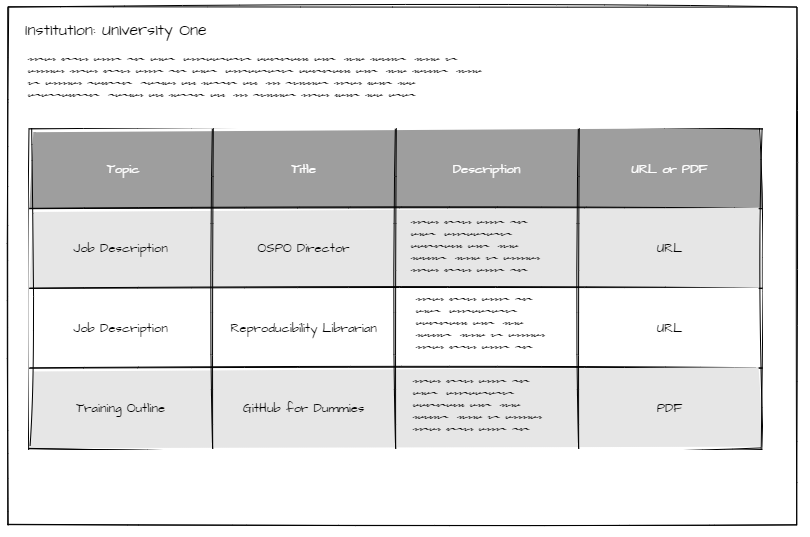 Institution: University One
Topic
Title
Description
URL or PDF
Job Description
OSPO Director
URL
Job Description
Reproducibility Librarian
URL
Training Outline
GitHub for Dummies
PDF